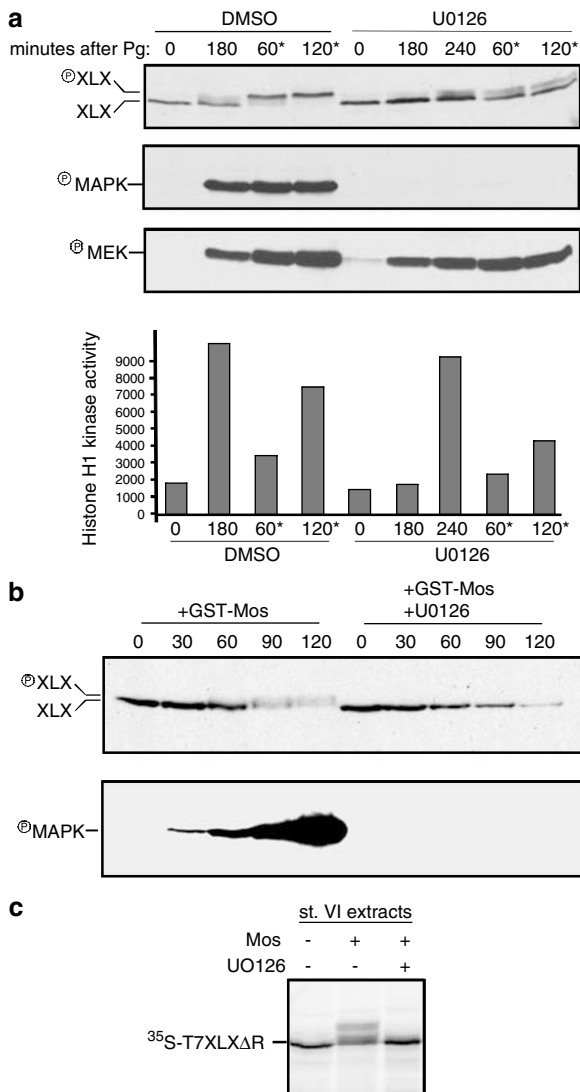 a
DMSO U0126
minutes after Pg: 0 180 60* 120* 0 180 240 60* 120*
ⓅXLX
XLX
ⓅMAPK
ⓅMEK
Histone H1 kinase activity
9000
8000
7000
6000
5000
4000
3000
2000
1000
0
0 180 60* 120* 0 180 240 60* 120*
DMSO U0126
b
+GST-Mos
+GST-Mos
+U0126
0 30 60 90 120 0 30 60 90 120
ⓅXLX
XLX
ⓅMAPK
c
st. VI extracts
Mos - + +
UO126 - - +
³⁵S-T7XLXΔR